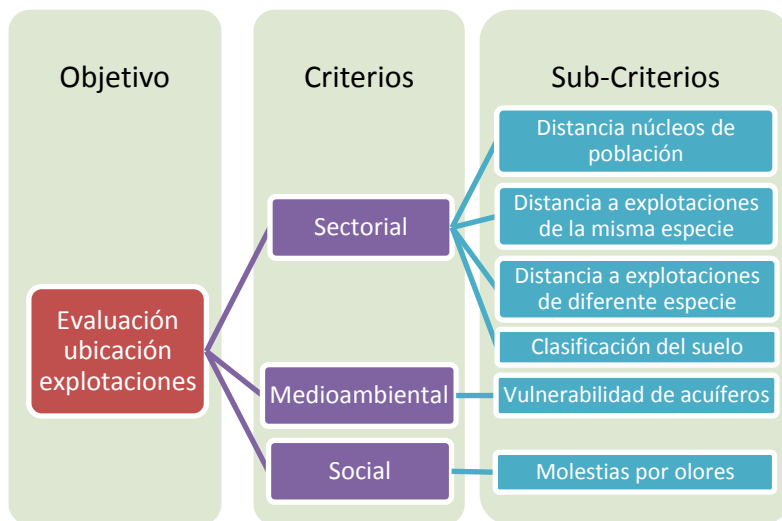 Objetivo
Criterios
Sub-Criterios
Distancia núcleos de
población
Distancia a explotaciones
de la misma especie
Sectorial
Distancia a explotaciones
de diferente especie
Evaluación
ubicación
explotaciones
Clasificación del suelo
Medioambiental
Vulnerabilidad de acuíferos
Social
Molestias por olores